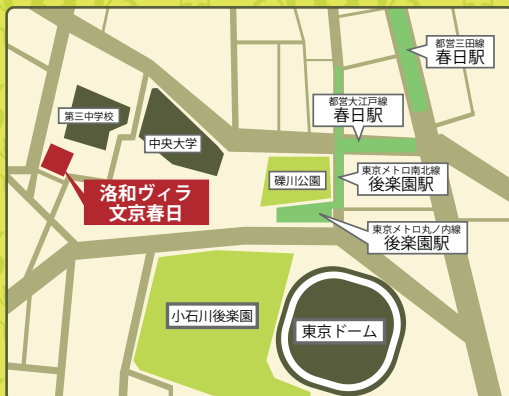 都営三田線
春日駅
都営大江戸線
春日駅
第三中学校
中央大学
東京メトロ南北線
後楽園駅
礫川公園
洛和ヴィラ
文京春日
東京メトロ丸ノ内線
後楽園駅
小石川後楽園
東京ドーム